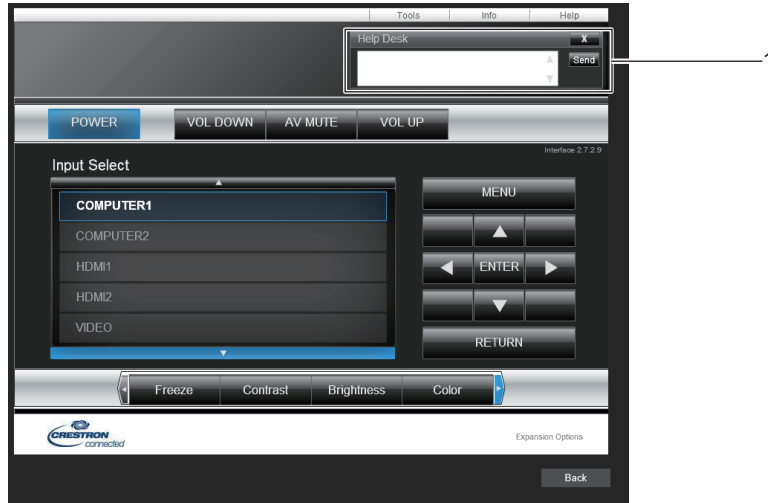 Tools Info Help
Help Desk X
Send
1
POWER VOL DOWN AV MUTE VOL UP
Interface 2.7.2.9
Input Select
MENU
COMPUTER1
COMPUTER2
HDMI1
ENTER
HDMI2
VIDEO
RETURN
Freeze Contrast Brightness Color
CRESTRON
connected
Expansion Options
Back